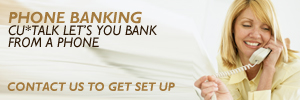 PHONE BANKING
CU*TALK LET'S YOU BANK
FROM A PHONE
CONTACT US TO GET SET UP